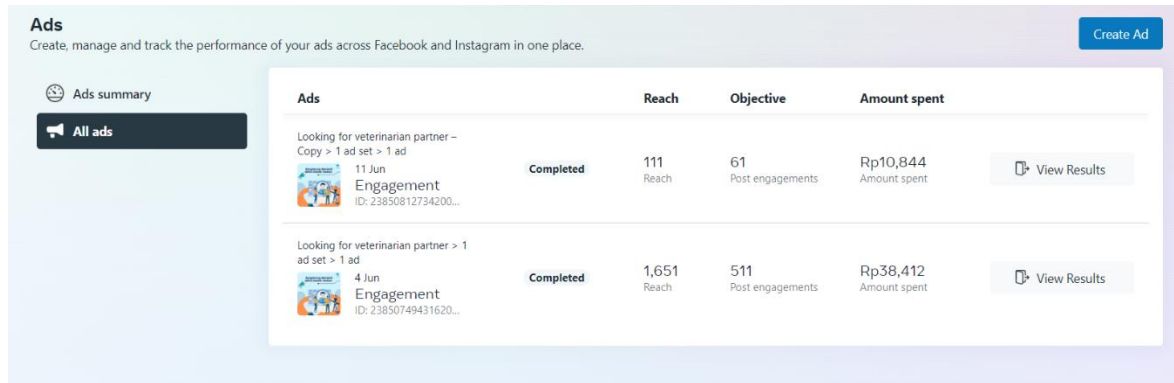 Ads
Create, manage and track the performance of your ads across Facebook and Instagram in one place.
Create Ad
Ads summary
All ads
Ads Reach Objective Amount spent
Looking for veterinarian partner –
Copy > 1 ad set > 1 ad
11 Jun
Engagement
ID: 23850812734200...
Completed
111
Reach
61
Post engagements
Rp10,844
Amount spent
View Results
Looking for veterinarian partner > 1
ad set > 1 ad
4 Jun
Engagement
ID: 23850749431620...
Completed
1,651
Reach
511
Post engagements
Rp38,412
Amount spent
View Results